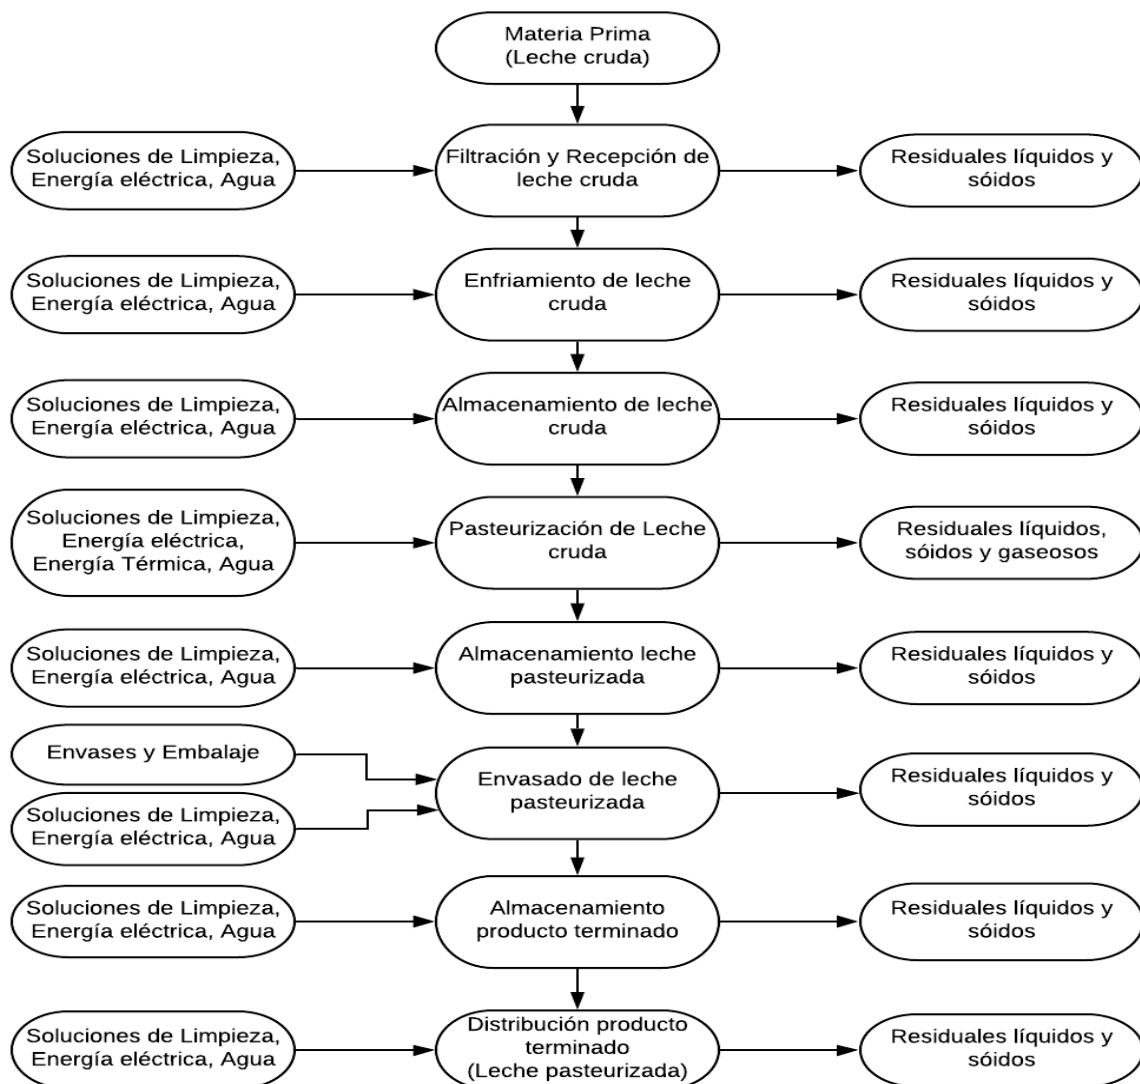 Materia Prima
(Leche cruda)
Soluciones de Limpieza,
Energía eléctrica, Agua
Filtración y Recepción de
leche cruda
Residuales líquidos y
sóidos
Soluciones de Limpieza,
Energía eléctrica, Agua
Enfriamiento de leche
cruda
Residuales líquidos y
sóidos
Soluciones de Limpieza,
Energía eléctrica, Agua
Almacenamiento de leche
cruda
Residuales líquidos y
sóidos
Soluciones de Limpieza,
Energía eléctrica,
Energía Térmica, Agua
Pasteurización de Leche
cruda
Residuales líquidos,
sóidos y gaseosos
Soluciones de Limpieza,
Energía eléctrica, Agua
Almacenamiento leche
pasteurizada
Residuales líquidos y
sóidos
Envases y Embalaje
Soluciones de Limpieza,
Energía eléctrica, Agua
Envasado de leche
pasteurizada
Residuales líquidos y
sóidos
Soluciones de Limpieza,
Energía eléctrica, Agua
Almacenamiento
producto terminado
Residuales líquidos y
sóidos
Soluciones de Limpieza,
Energía eléctrica, Agua
Distribución producto
terminado
(Leche pasteurizada)
Residuales líquidos y
sóidos